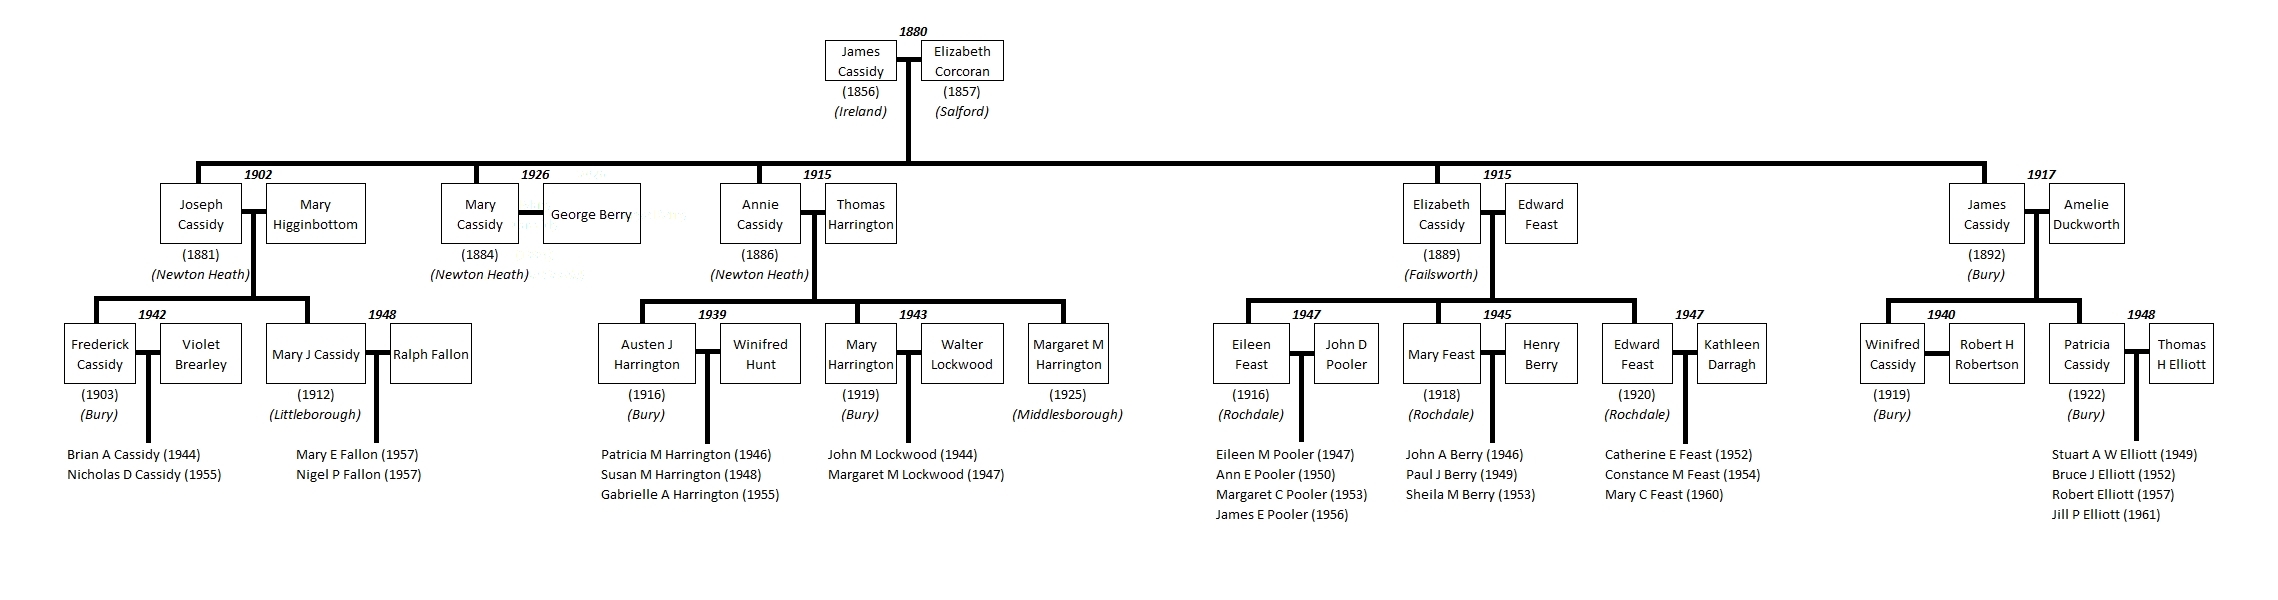 1880
James
Cassidy
Elizabeth
Corcoran
(1856)
(1857)
(Ireland)
(Salford)
1902
1926
1915
1915
1917
Joseph
Cassidy
Mary
Higginbottom
Mary
Cassidy
George Berry
Annie
Cassidy
Thomas
Harrington
Elizabeth
Cassidy
Edward
Feast
James
Cassidy
Amelie
Duckworth
(1881)
(1884)
(1886)
(1889)
(1892)
(Newton Heath)
(Newton Heath)
(Newton Heath)
(Failsworth)
(Bury)
1942
1948
1939
1943
1947
1945
1947
1940
1948
Frederick
Cassidy
Violet
Brearley
Mary J Cassidy
Ralph Fallon
Austen J
Harrington
Winifred
Hunt
Mary
Harrington
Walter
Lockwood
Margaret M
Harrington
Eileen
Feast
John D
Pooler
Mary Feast
Henry
Berry
Edward
Feast
Kathleen
Darragh
Winifred
Cassidy
Robert H
Robertson
Patricia
Cassidy
Thomas
H Elliott
(1903)
(1912)
(1916)
(1919)
(1925)
(1916)
(1918)
(1920)
(1919)
(1922)
(Bury)
(Littleborough)
(Bury)
(Bury)
(Middlesborough)
(Rochdale)
(Rochdale)
(Rochdale)
(Bury)
(Bury)
Brian A Cassidy (1944)
Nicholas D Cassidy (1955)
Mary E Fallon (1957)
Nigel P Fallon (1957)
Patricia M Harrington (1946)
Susan M Harrington (1948)
Gabrielle A Harrington (1955)
John M Lockwood (1944)
Margaret M Lockwood (1947)
Eileen M Pooler (1947)
Ann E Pooler (1950)
Margaret C Pooler (1953)
James E Pooler (1956)
John A Berry (1946)
Paul J Berry (1949)
Sheila M Berry (1953)
Catherine E Feast (1952)
Constance M Feast (1954)
Mary C Feast (1960)
Stuart A W Elliott (1949)
Bruce J Elliott (1952)
Robert Elliott (1957)
Jill P Elliott (1961)